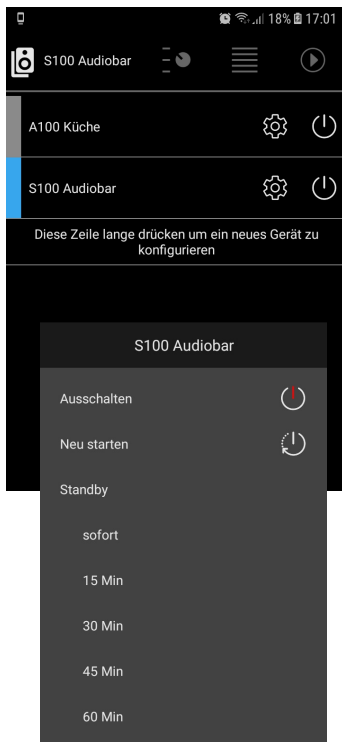 18% 17:01
S100 Audiobar
A100 Küche
S100 Audiobar
Diese Zeile lange drücken um ein neues Gerät zu
konfigurieren
S100 Audiobar
Ausschalten
Neu starten
Standby
sofort
15 Min
30 Min
45 Min
60 Min